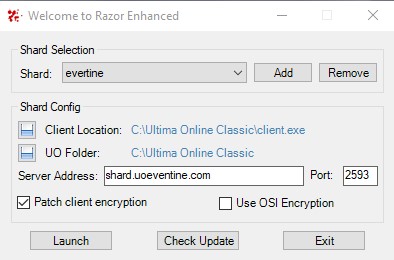 Welcome to Razor Enhanced
Shard Selection
Shard: evertine Add Remove
Shard Config
Client Location: C:\Ultima Online Classic\client.exe
UO Folder: C:\Ultima Online Classic
Server Address: shard.uoeventine.com Port: 2593
Patch client encryption Use OSI Encryption
Launch Check Update Exit